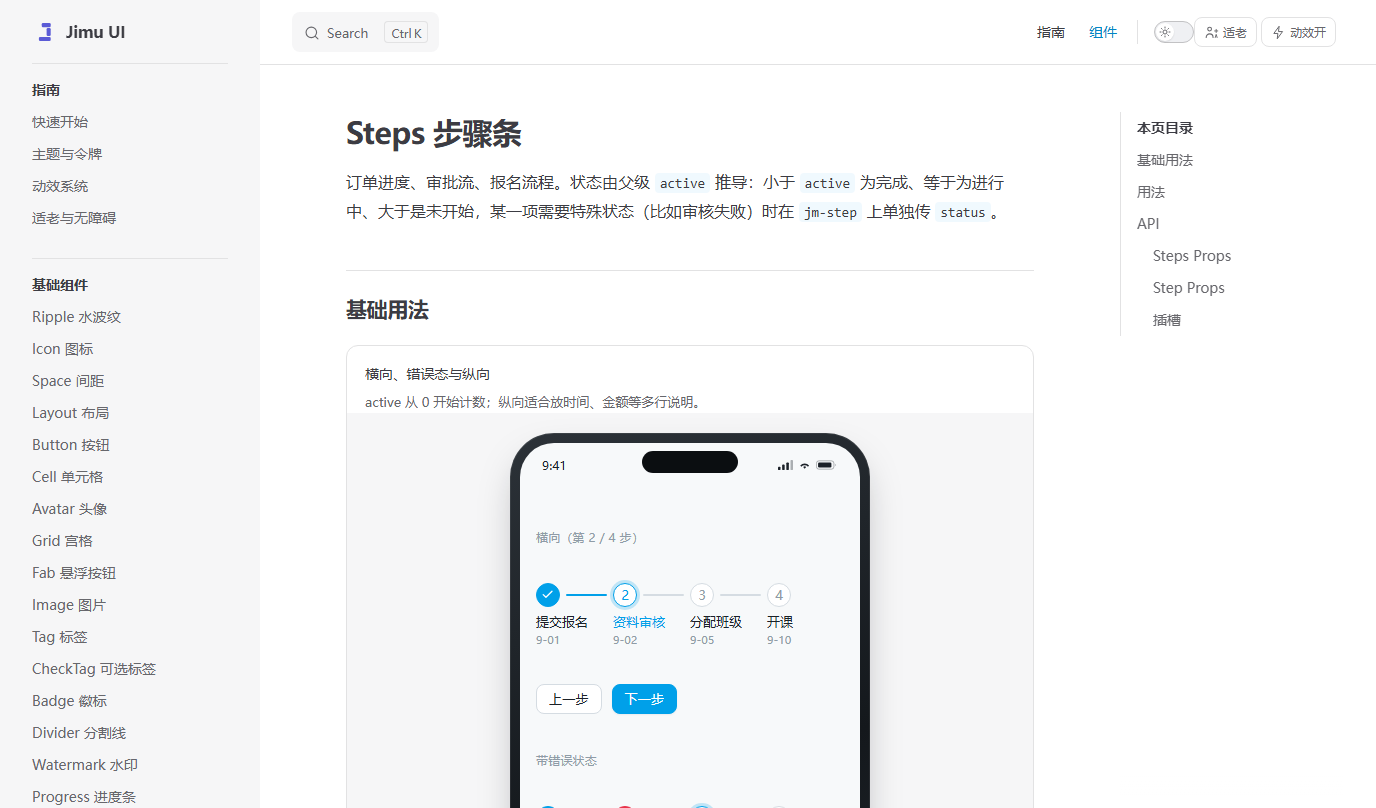 Jimu UI
Search Ctrl K
指南 组件 适老 动效开
指南
快速开始
主题与令牌
动效系统
适老与无障碍
基础组件
Ripple 水波纹
Icon 图标
Space 间距
Layout 布局
Button 按钮
Cell 单元格
Avatar 头像
Grid 宫格
Fab 悬浮按钮
Image 图片
Tag 标签
CheckTag 可选标签
Badge 徽标
Divider 分割线
Watermark 水印
Progress 进度条
Steps 步骤条
订单进度、审批流、报名流程。状态由父级 active 推导：小于 active 为完成、等于为进行
中、大于是未开始，某一项需要特殊状态（比如审核失败）时在 jm-step 上单独传 status 。
基础用法
横向、错误态与纵向
active 从 0 开始计数；纵向适合放时间、金额等多行说明。
9:41
横向（第 2 / 4 步）
2 3 4
提交报名 资料审核 分配班级 开课
9-01 9-02 9-05 9-10
上一步 下一步
带错误状态
本页目录
基础用法
用法
API
Steps Props
Step Props
插槽